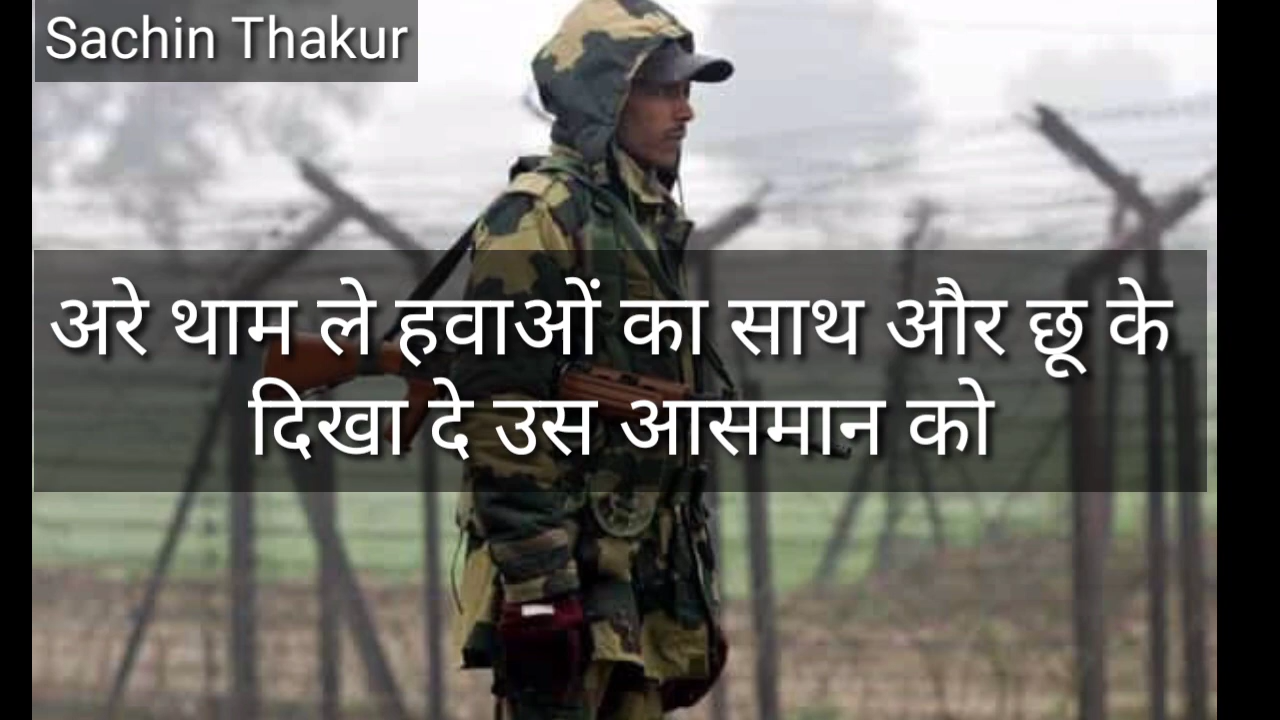 Sachin Thakur
अरे थाम ले हवाओं का साथ और छू के
दिखा दे उस आसमान को